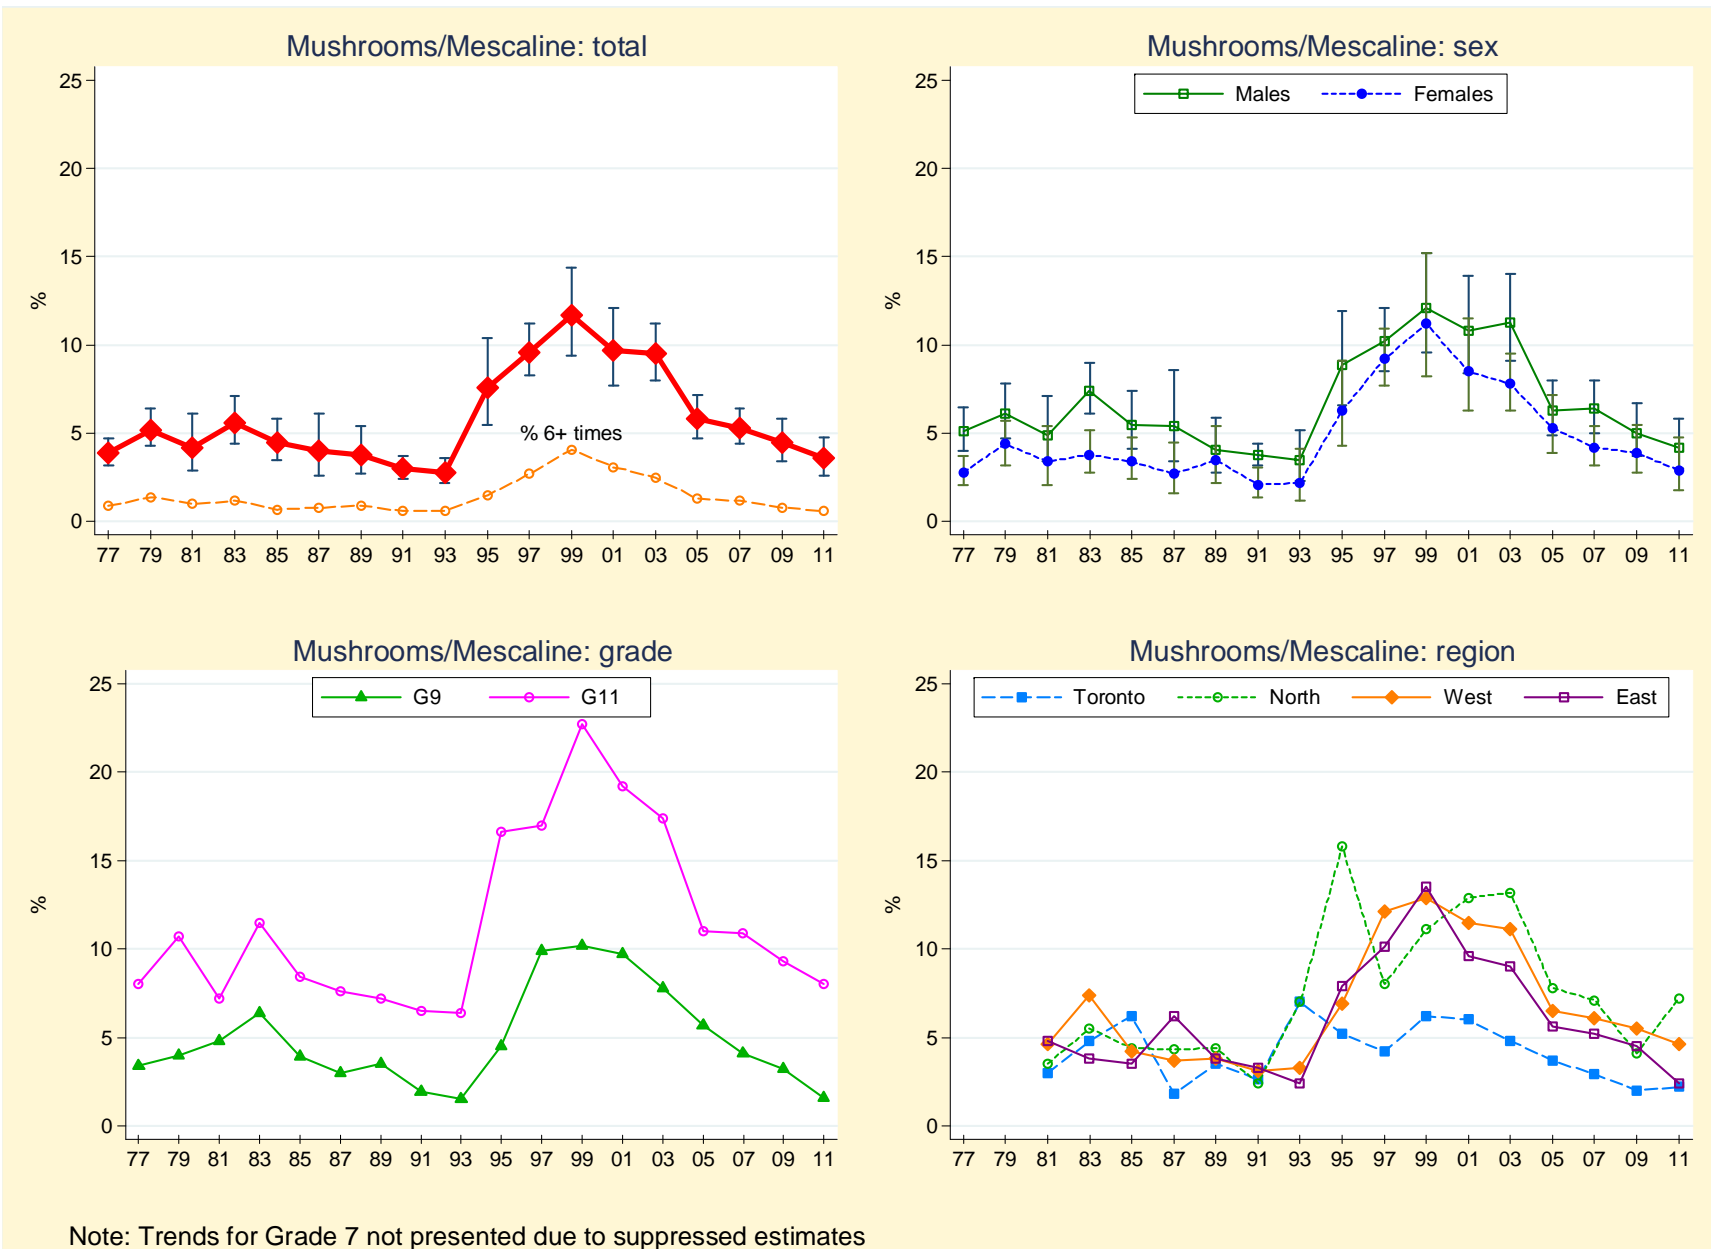 Mushrooms/Mescaline: total
25
20
15
10
5
0
%
% 6+ times
77 79 81 83 85 87 89 91 93 95 97 99 01 03 05 07 09 11
Mushrooms/Mescaline: sex
Males Females
25
20
15
10
5
0
%
77 79 81 83 85 87 89 91 93 95 97 99 01 03 05 07 09 11
Mushrooms/Mescaline: grade
G9 G11
25
20
15
10
5
0
%
77 79 81 83 85 87 89 91 93 95 97 99 01 03 05 07 09 11
Mushrooms/Mescaline: region
Toronto North West East
25
20
15
10
5
0
%
77 79 81 83 85 87 89 91 93 95 97 99 01 03 05 07 09 11
Note: Trends for Grade 7 not presented due to suppressed estimates